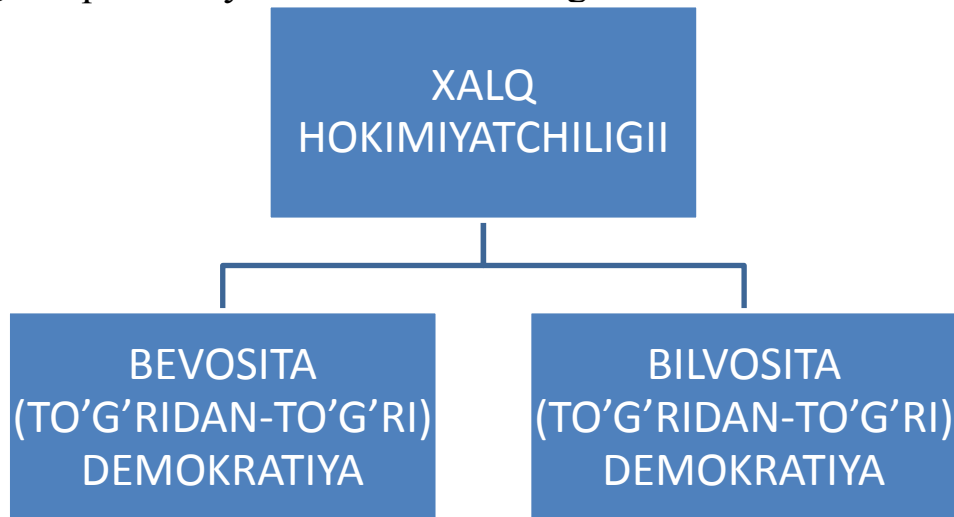 XALQ
HOKIMIYATCHILIGII
BEVOSITA
(TO’G’RIDAN-TO’G’RI)
DEMOKRATIYA
BILVOSITA
(TO’G’RIDAN-TO’G’RI)
DEMOKRATIYA